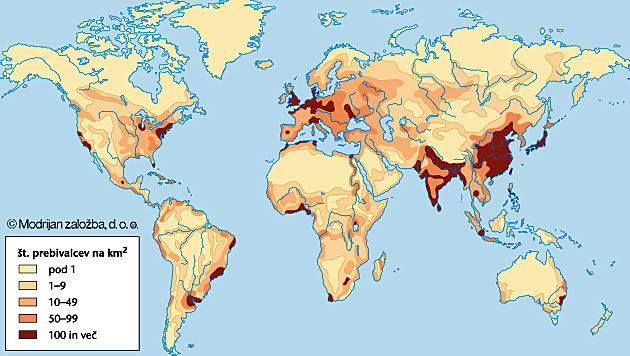 © Modrijan založba, d. o. o.
št. prebivalcev na km²
pod 1
1–9
10–49
50–99
100 in več